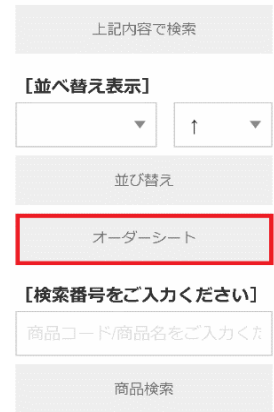 上記内容で検索
［並べ替え表示］
↑
並び替え
オーダーシート
［検索番号をご入力ください］
商品コード/商品名をご入力くた
商品検索